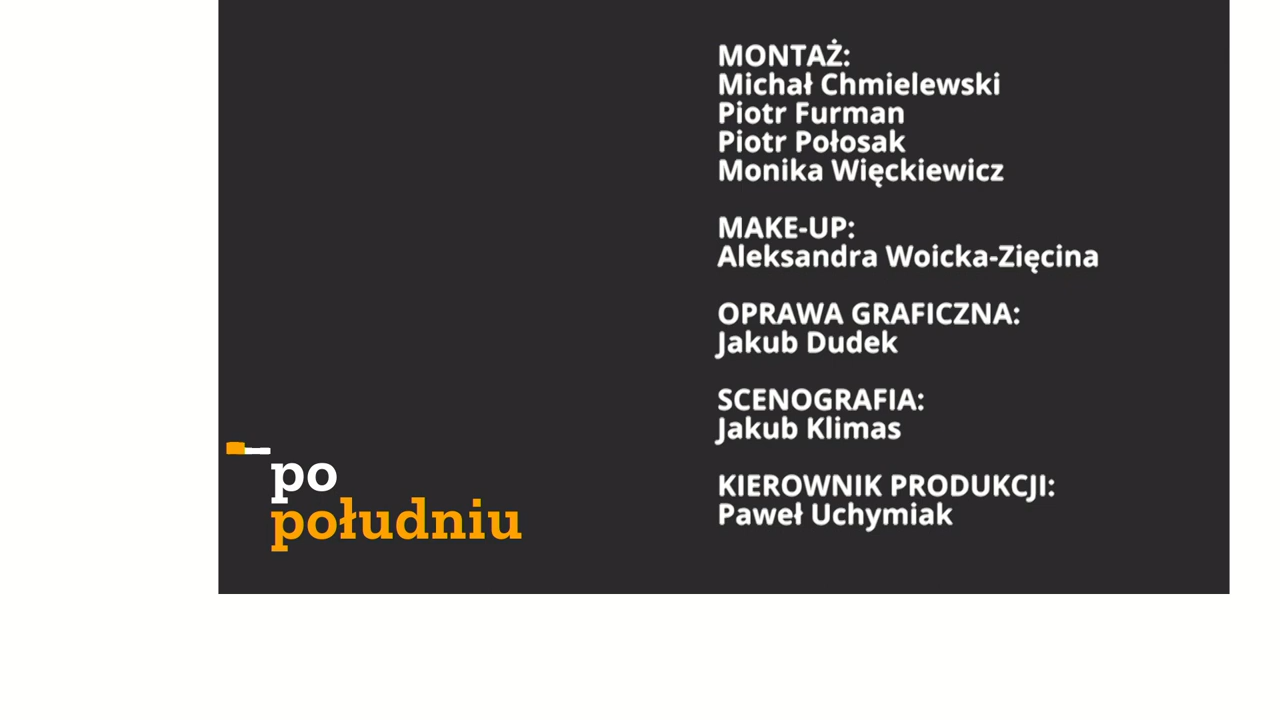 MONTAŻ:
Michał Chmielewski
Piotr Furman
Piotr Połosak
Monika Więckiewicz
MAKE-UP:
Aleksandra Woicka-Zięcina
OPRAWA GRAFICZNA:
Jakub Dudek
SCENOGRAFIA:
Jakub Klimas
KIEROWNIK PRODUKCJI:
Paweł Uchymiak
po
południu